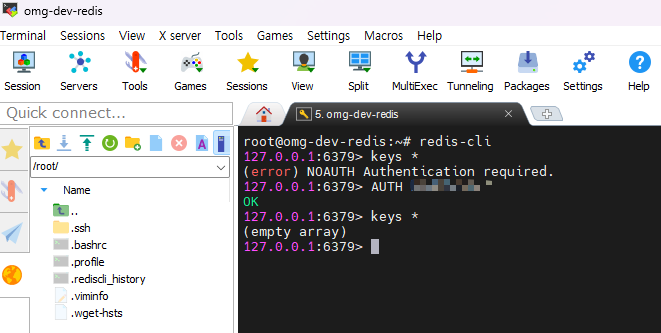 omg-dev-redis
Terminal Sessions View X server Tools Games Settings Macros Help
Session Servers Tools Games Sessions View Split MultiExec Tunneling Packages Settings Help
Quick connect...
5. omg-dev-redis
/root/
Name
..
.ssh
.bashrc
.profile
.rediscli_history
.viminfo
.wget-hsts
root@omg-dev-redis:~# redis-cli
127.0.0.1:6379> keys *
(error) NOAUTH Authentication required.
127.0.0.1:6379> AUTH
OK
127.0.0.1:6379> keys *
(empty array)
127.0.0.1:6379>